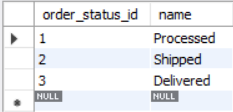 order_status_id name
1 Processed
2 Shipped
3 Delivered
NULL NULL